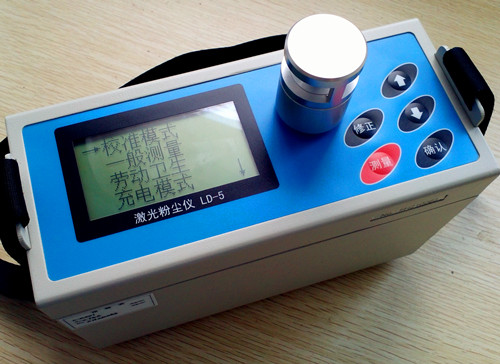 →校准模式
一般测量
劳动卫生
充电模式
↓
激光粉尘仪 LD-5
修正
测量
确认